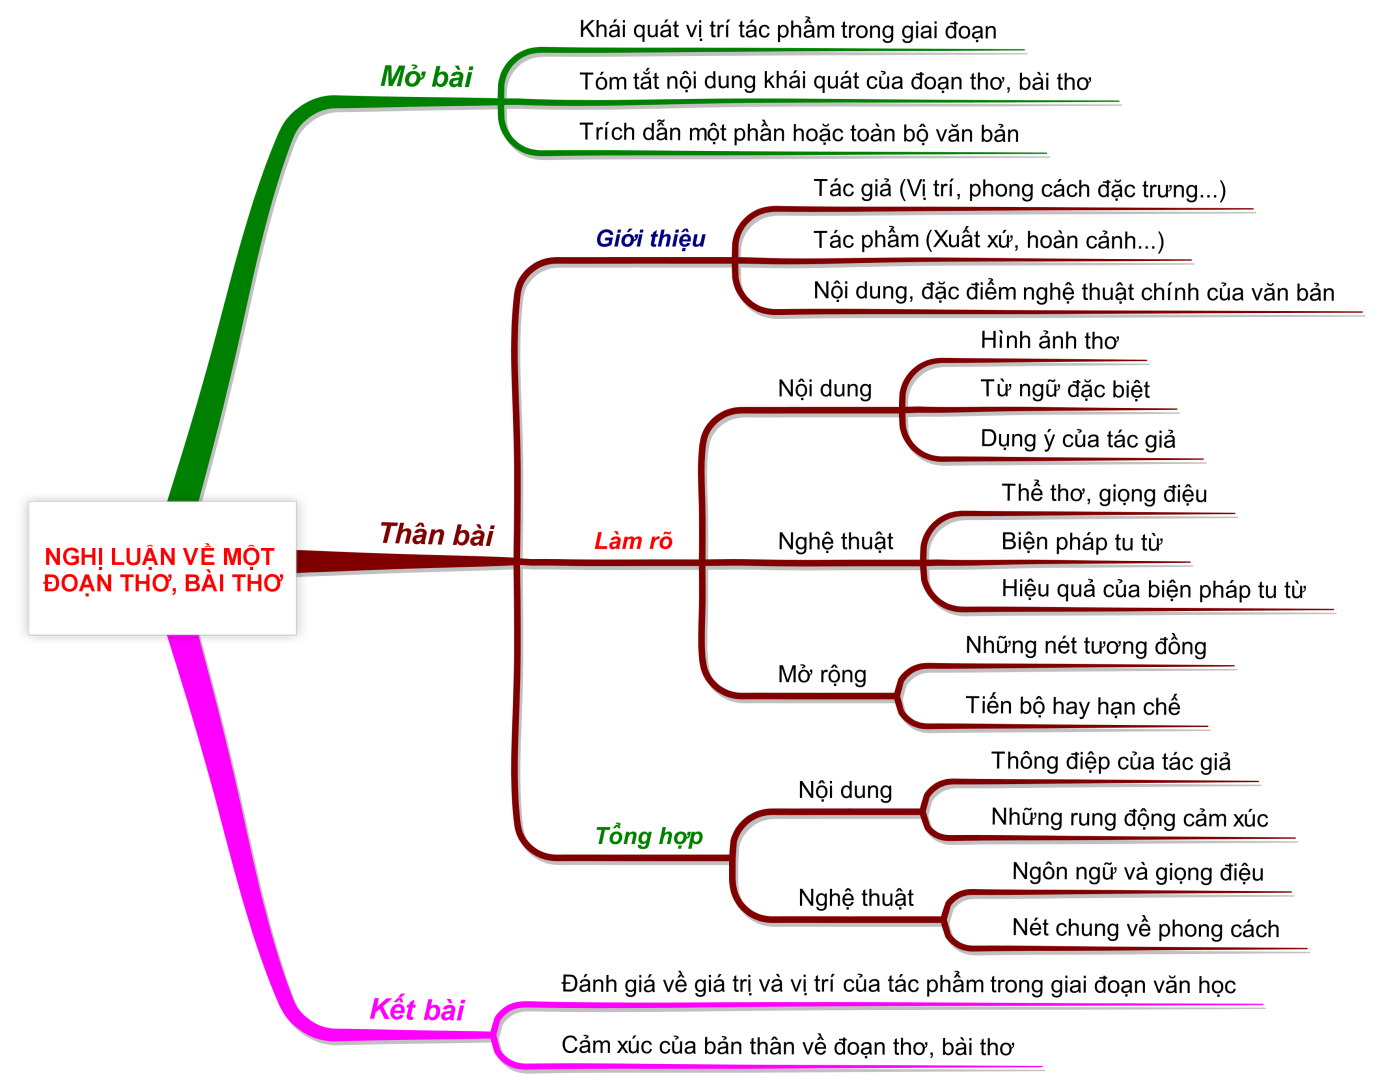 NGHỊ LUẬN VỀ MỘT
ĐOẠN THƠ, BÀI THƠ
Mở bài
Khái quát vị trí tác phẩm trong giai đoạn
Tóm tắt nội dung khái quát của đoạn thơ, bài thơ
Trích dẫn một phần hoặc toàn bộ văn bản
Thân bài
Giới thiệu
Tác giả (Vị trí, phong cách đặc trưng...)
Tác phẩm (Xuất xứ, hoàn cảnh...)
Nội dung, đặc điểm nghệ thuật chính của văn bản
Làm rõ
Nội dung
Hình ảnh thơ
Từ ngữ đặc biệt
Dụng ý của tác giả
Nghệ thuật
Thể thơ, giọng điệu
Biện pháp tu từ
Hiệu quả của biện pháp tu từ
Mở rộng
Những nét tương đồng
Tiến bộ hay hạn chế
Tổng hợp
Nội dung
Thông điệp của tác giả
Những rung động cảm xúc
Nghệ thuật
Ngôn ngữ và giọng điệu
Nét chung về phong cách
Kết bài
Đánh giá về giá trị và vị trí của tác phẩm trong giai đoạn văn học
Cảm xúc của bản thân về đoạn thơ, bài thơ